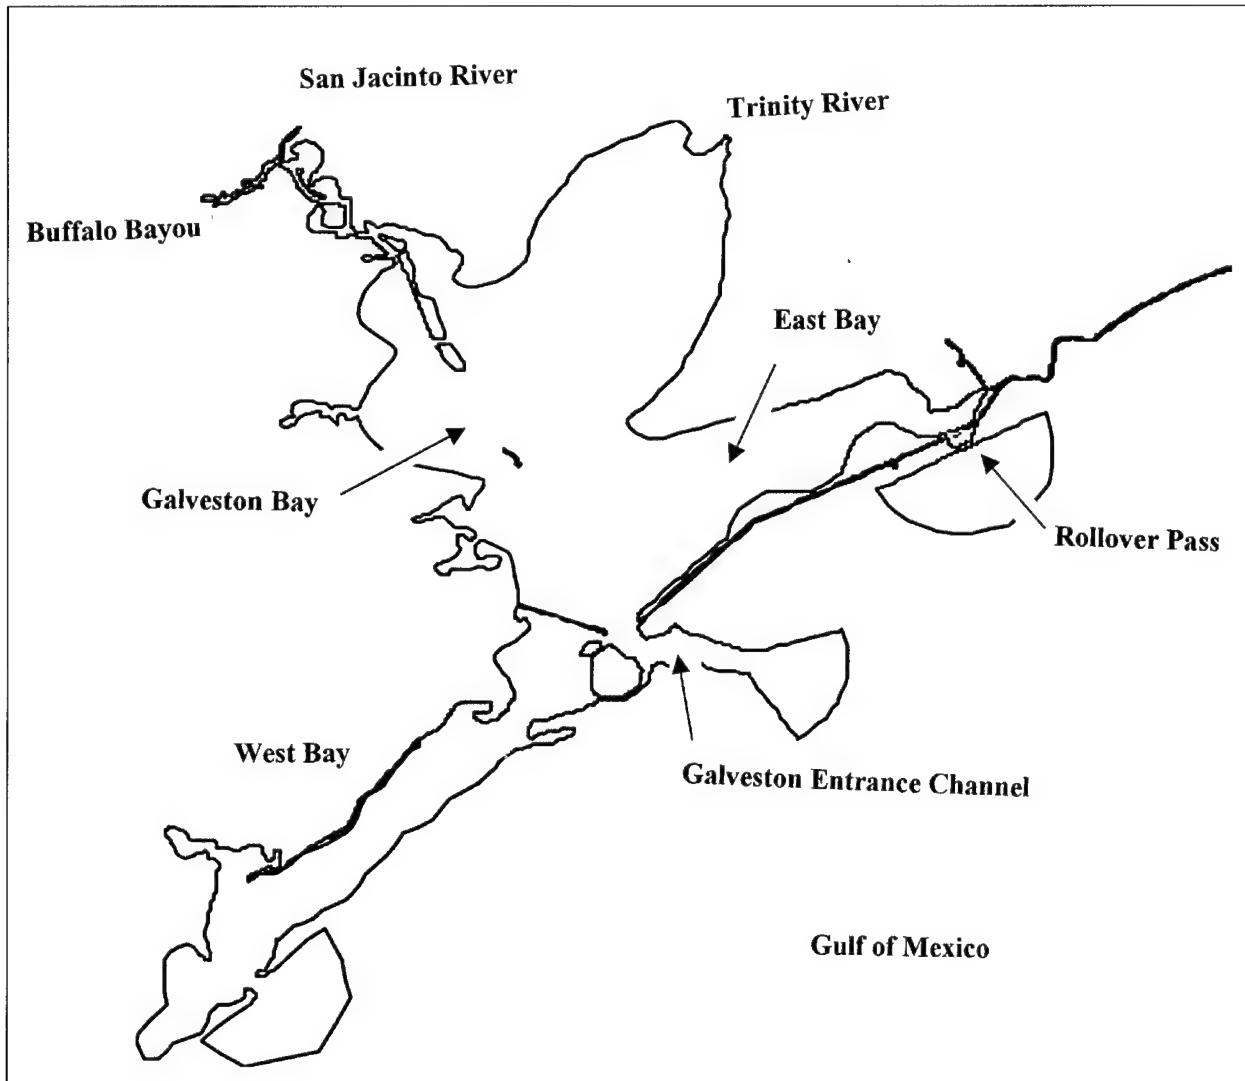 San Jacinto River
Trinity River
Buffalo Bayou
East Bay
Galveston Bay
Rollover Pass
West Bay
Galveston Entrance Channel
Gulf of Mexico